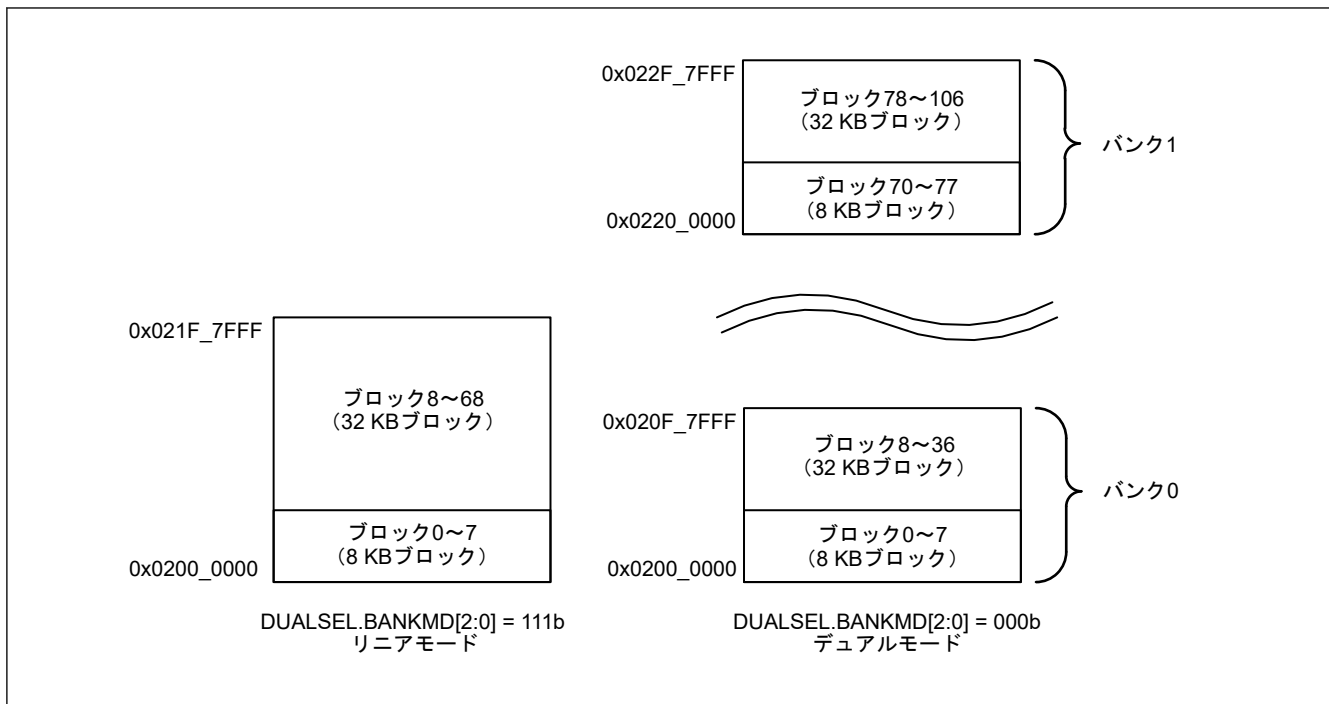 0x022F_7FFF
ブロック78～106
（32 KBブロック）
ブロック70～77
（8 KBブロック）
0x0220_0000
バンク1
0x021F_7FFF
ブロック8～68
（32 KBブロック）
ブロック0～7
（8 KBブロック）
0x0200_0000
DUALSEL.BANKMD[2:0] = 111b
リニアモード
0x020F_7FFF
ブロック8～36
（32 KBブロック）
ブロック0～7
（8 KBブロック）
0x0200_0000
バンク0
DUALSEL.BANKMD[2:0] = 000b
デュアルモード